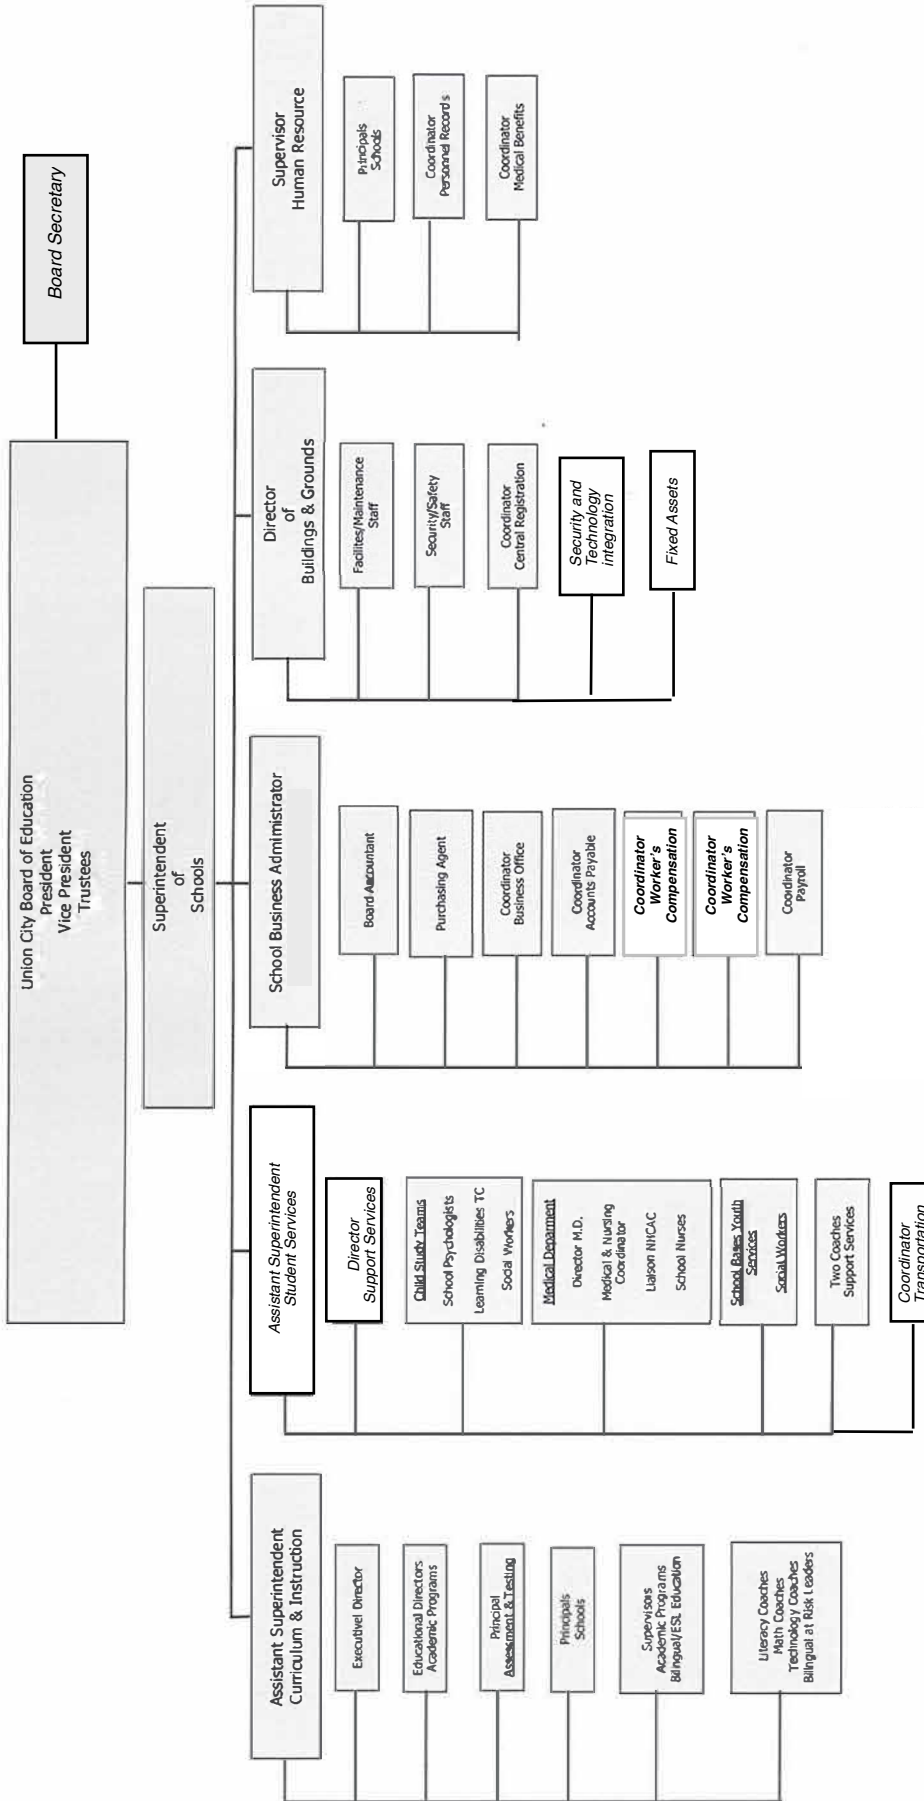 Union City Board of Education
President
Vice President
Trustees
Board Secretary
Superintendent
of
Schools
Assistant Superintendent
Curriculum & Instruction
Executivel Director
Educational Directors
Academic Programs
Principal
Assessment & Testing
Principals
Schools
Supervisors
Academic Programs
Bilingual/ESL Education
Literacy Coaches
Math Coaches
Technology Coaches
Bilingual at Risk Leaders
Assistant Superintendent
Student Services
Director
Support Services
Child Study Teams
School Psychologists
Learning Disabilities TC
Social Workers
Medical Deparment
Director M.D.
Medical & Nursing
Coordinator
Liaison NHCAC
School Nurses
School Bases Youth
Services
Social Workers
Two Coaches
Support Services
Coordinator
Transportation
School Business Administrator
Board Accountant
Purchasing Agent
Coordinator
Business Office
Coordinator
Accounts Payable
Coordinator
Worker's
Compensation
Coordinator
Worker's
Compensation
Coordinator
Payroll
Director
of
Buildings & Grounds
Facilites/Maintenance
Staff
Security/Safety
Staff
Coordinator
Central Registration
Security and
Technology
integration
Fixed Assets
Supervisor
Human Resource
Principals
Schools
Coordinator
Personnel Records
Coordinator
Medical Benefits